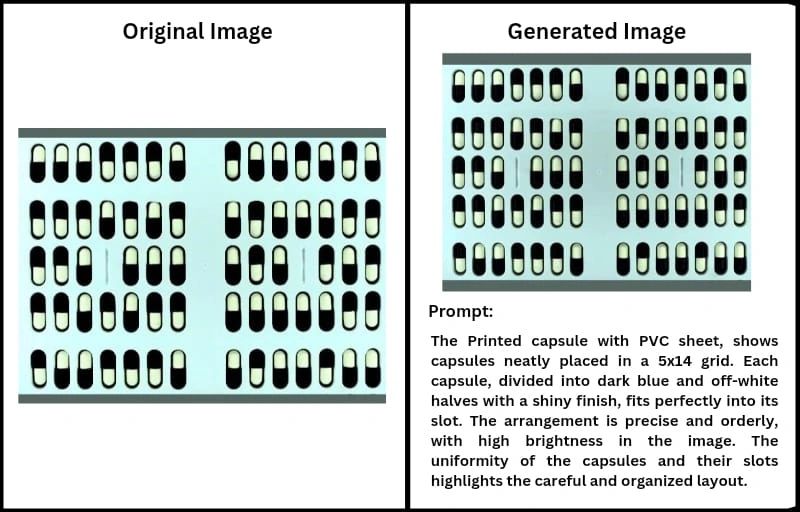 Original Image
Generated Image
Prompt:
The Printed capsule with PVC sheet, shows
capsules neatly placed in a 5x14 grid. Each
capsule, divided into dark blue and off-white
halves with a shiny finish, fits perfectly into its
slot. The arrangement is precise and orderly,
with high brightness in the image. The
uniformity of the capsules and their slots
highlights the careful and organized layout.